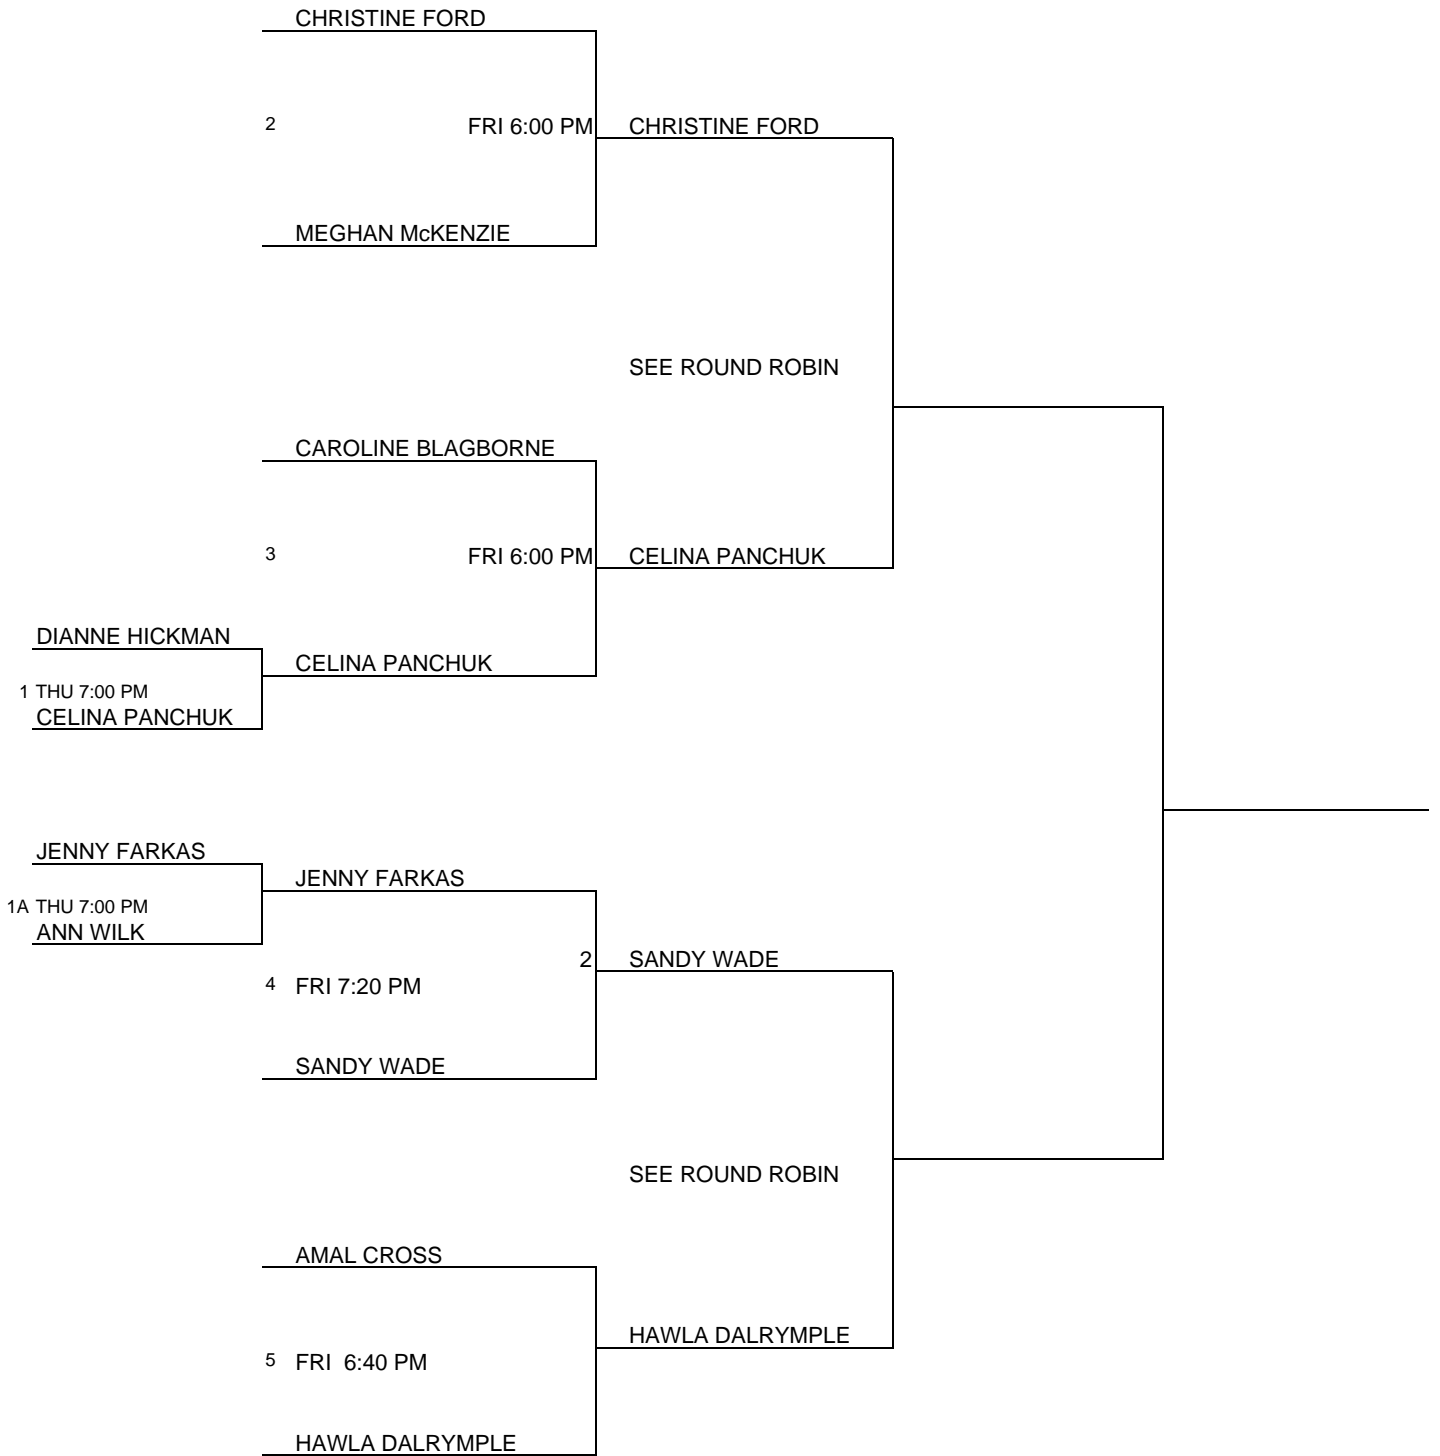 CHRISTINE FORD
2 FRI 6:00 PM CHRISTINE FORD
MEGHAN McKENZIE
SEE ROUND ROBIN
CAROLINE BLAGBORNE
3 FRI 6:00 PM CELINA PANCHUK
DIANNE HICKMAN
CELINA PANCHUK
1 THU 7:00 PM
CELINA PANCHUK
JENNY FARKAS
JENNY FARKAS
1A THU 7:00 PM
ANN WILK
2 SANDY WADE
4 FRI 7:20 PM
SANDY WADE
SEE ROUND ROBIN
AMAL CROSS
HAWLA DALRYMPLE
5 FRI 6:40 PM
HAWLA DALRYMPLE